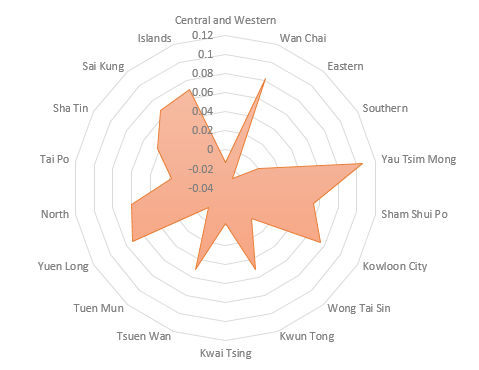 Central and Western
0.12
Islands
Wan Chai
0.1
Sai Kung
0.08
Eastern
0.06
Sha Tin
0.04
Southern
0.02
0
Tai Po
Yau Tsim Mong
-0.02
-0.04
North
Sham Shui Po
Yuen Long
Kowloon City
Tuen Mun
Wong Tai Sin
Tsuen Wan
Kwun Tong
Kwai Tsing